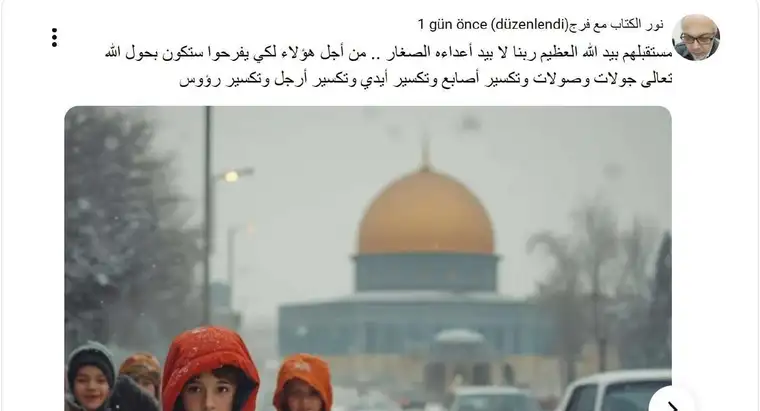 نور الكتاب مع فرج(düzenlendi) 1 gün önce
مستقبلهم بيد الله العظيم ربنا لا بيد أعداءه الصغار .. من أجل هؤلاء لكي يفرحوا ستكون بحول الله
تعالى جولات وصولات وتكسير أصابع وتكسير أيدي وتكسير أرجل وتكسير رؤوس